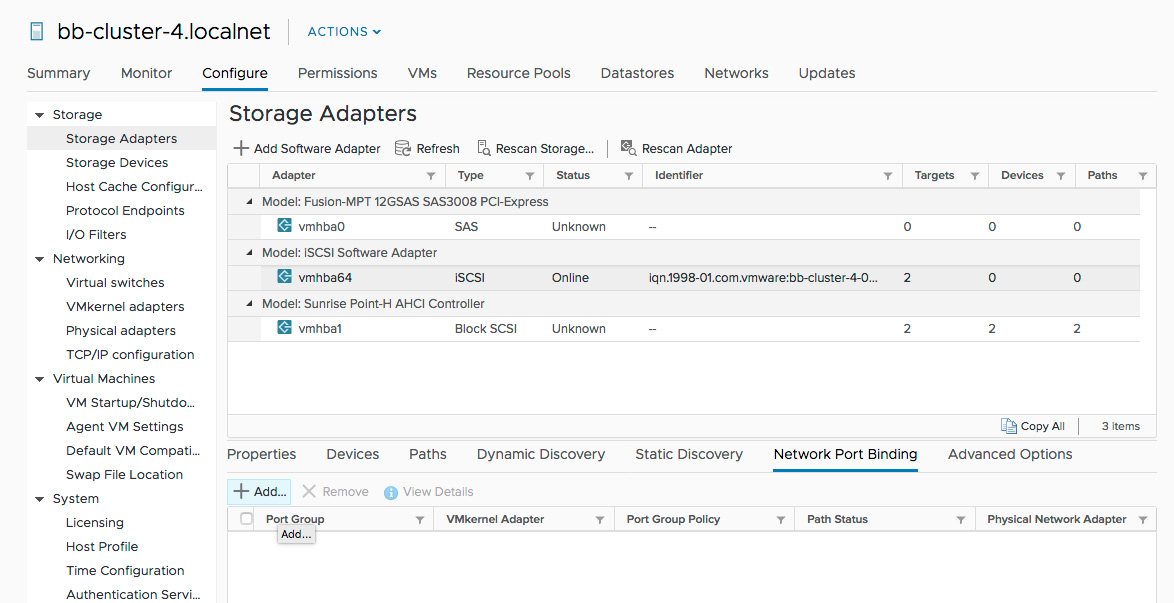 bb-cluster-4.localnet ACTIONS
Summary Monitor Configure Permissions VMs Resource Pools Datastores Networks Updates
Storage
Storage Adapters
Storage Devices
Host Cache Configur...
Protocol Endpoints
I/O Filters
Networking
Virtual switches
VMkernel adapters
Physical adapters
TCP/IP configuration
Virtual Machines
VM Startup/Shutdo...
Agent VM Settings
Default VM Compati...
Swap File Location
System
Licensing
Host Profile
Time Configuration
Authentication Servi...
Storage Adapters
Add Software Adapter Refresh Rescan Storage... Rescan Adapter
Adapter Type Status Identifier Targets Devices Paths
Model: Fusion-MPT 12GSAS SAS3008 PCI-Express
vmhba0 SAS Unknown -- 0 0 0
Model: iSCSI Software Adapter
vmhba64 iSCSI Online iqn.1998-01.com.vmware:bb-cluster-4-0... 2 0 0
Model: Sunrise Point-H AHCI Controller
vmhba1 Block SCSI Unknown -- 2 2 2
Copy All 3 items
Properties Devices Paths Dynamic Discovery Static Discovery Network Port Binding Advanced Options
Add... Remove View Details
Port Group VMkernel Adapter Port Group Policy Path Status Physical Network Adapter
Add...